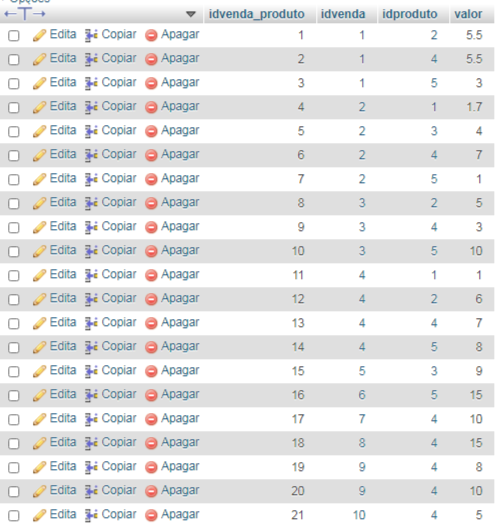 Opções
←T→ idvenda_produto idvenda idproduto valor
Edita Copiar Apagar 1 1 2 5.5
Edita Copiar Apagar 2 1 4 5.5
Edita Copiar Apagar 3 1 5 3
Edita Copiar Apagar 4 2 1 1.7
Edita Copiar Apagar 5 2 3 4
Edita Copiar Apagar 6 2 4 7
Edita Copiar Apagar 7 2 5 1
Edita Copiar Apagar 8 3 2 5
Edita Copiar Apagar 9 3 4 3
Edita Copiar Apagar 10 3 5 10
Edita Copiar Apagar 11 4 1 1
Edita Copiar Apagar 12 4 2 6
Edita Copiar Apagar 13 4 4 7
Edita Copiar Apagar 14 4 5 8
Edita Copiar Apagar 15 5 3 9
Edita Copiar Apagar 16 6 5 15
Edita Copiar Apagar 17 7 4 10
Edita Copiar Apagar 18 8 4 15
Edita Copiar Apagar 19 9 4 8
Edita Copiar Apagar 20 9 4 10
Edita Copiar Apagar 21 10 4 5